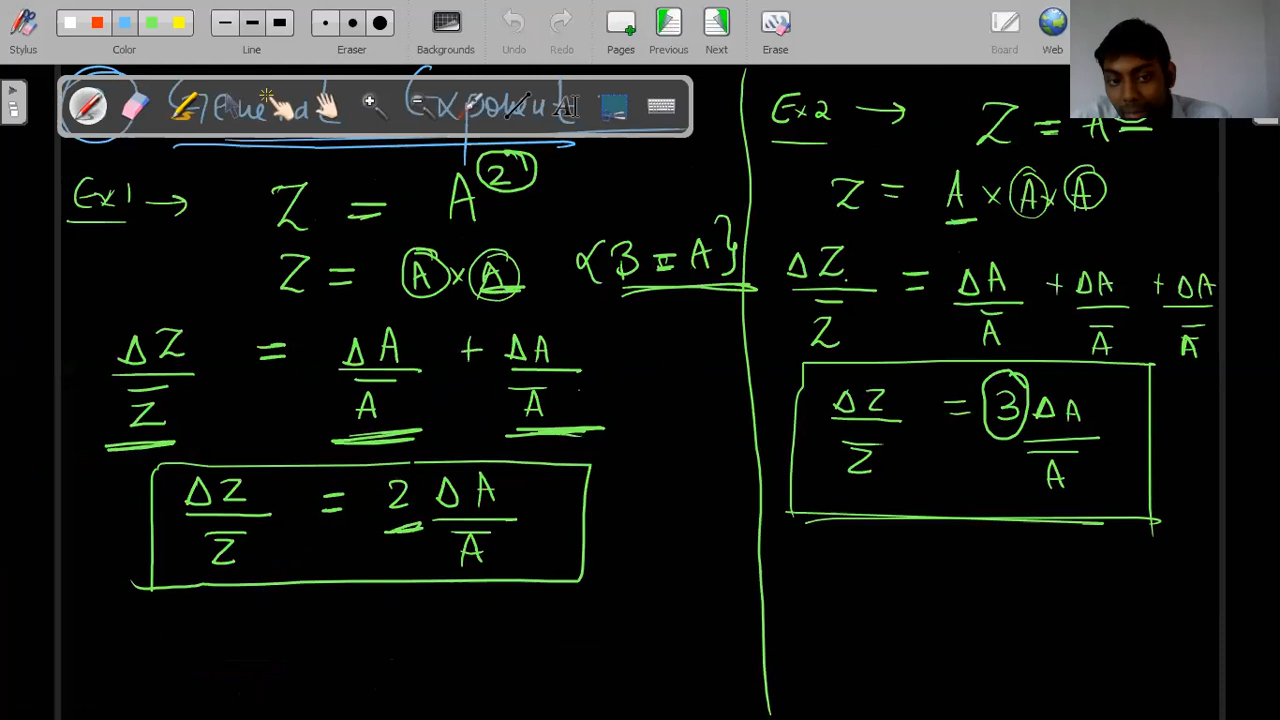 Stylus Color Line Eraser Backgrounds Undo Redo Pages Previous Next Erase Board Web
AI
Ex1 → Z = A²
Z = A × A {B = A}
ΔZ/Z̄ = ΔA/Ā + ΔA/Ā
ΔZ/Z̄ = 2 ΔA/Ā
Ex2 → Z = A
Z = A × A × A
ΔZ/Z̄ = ΔA/Ā + ΔA/Ā + ΔA/Ā
ΔZ/Z̄ = 3 ΔA/Ā